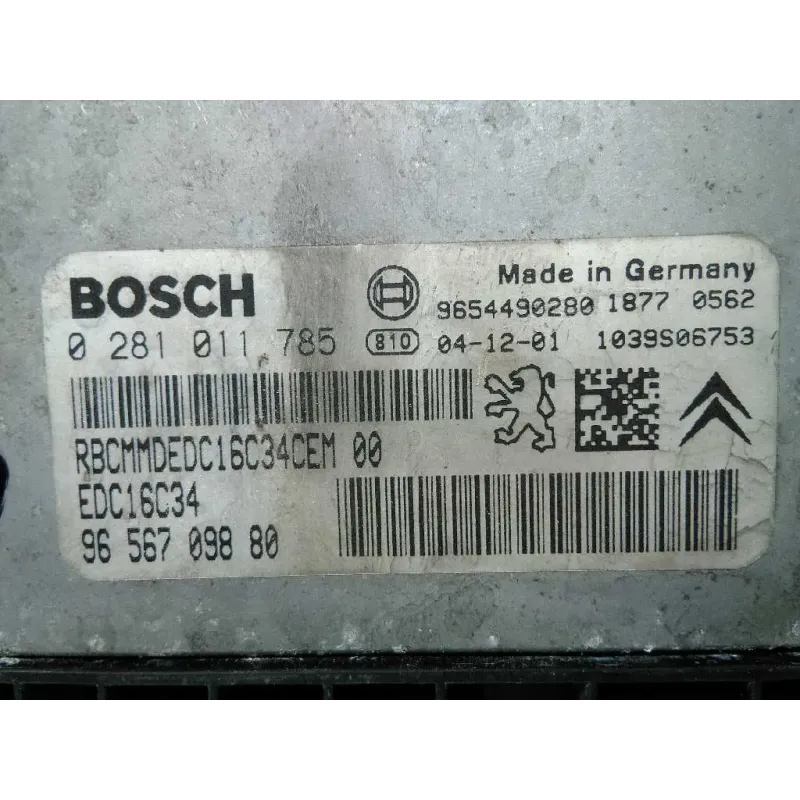 BOSCH
Made in Germany
9654490280 1877 0562
0 281 011 785
810
04-12-01 1039S06753
RBCMMDEDC16C34CEM 00
EDC16C34
96 567 098 80